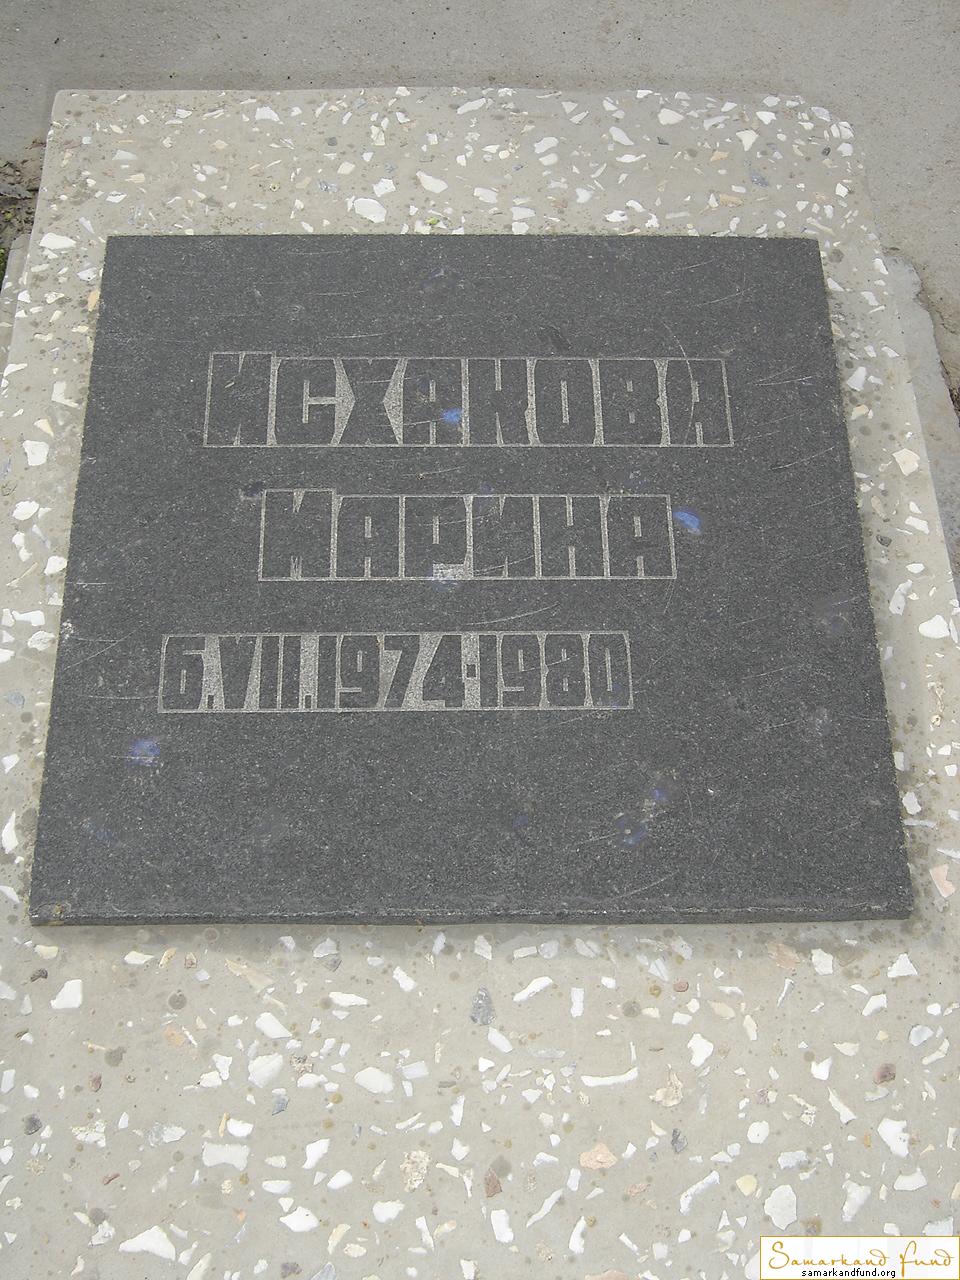 Исхакова
Марина
6.VII.1974-1980
Samarkand Fund
samarkandfund.org